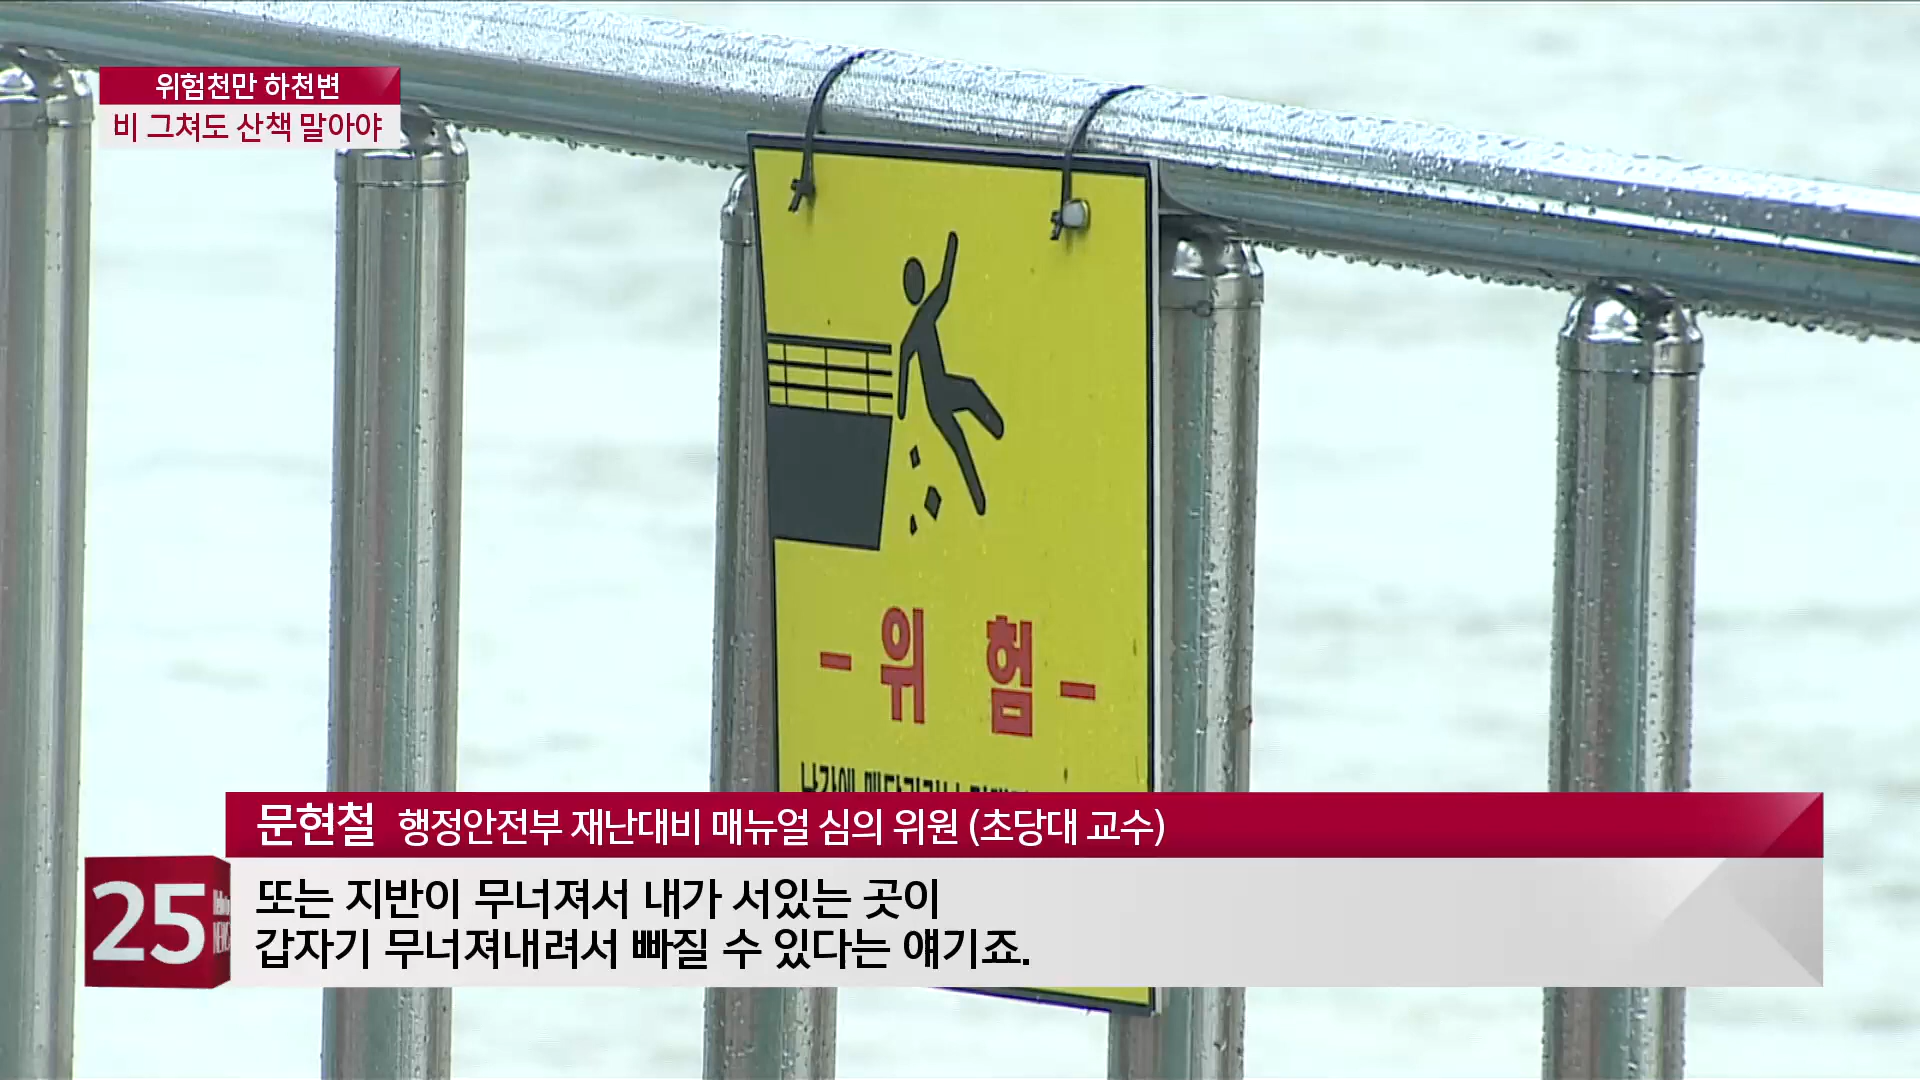 위험천만 하천변
비 그쳐도 산책 말아야
- 위 험 -
문현철 행정안전부 재난대비 매뉴얼 심의 위원 (초당대 교수)
25
또는 지반이 무너져서 내가 서있는 곳이
갑자기 무너져내려서 빠질 수 있다는 얘기죠.